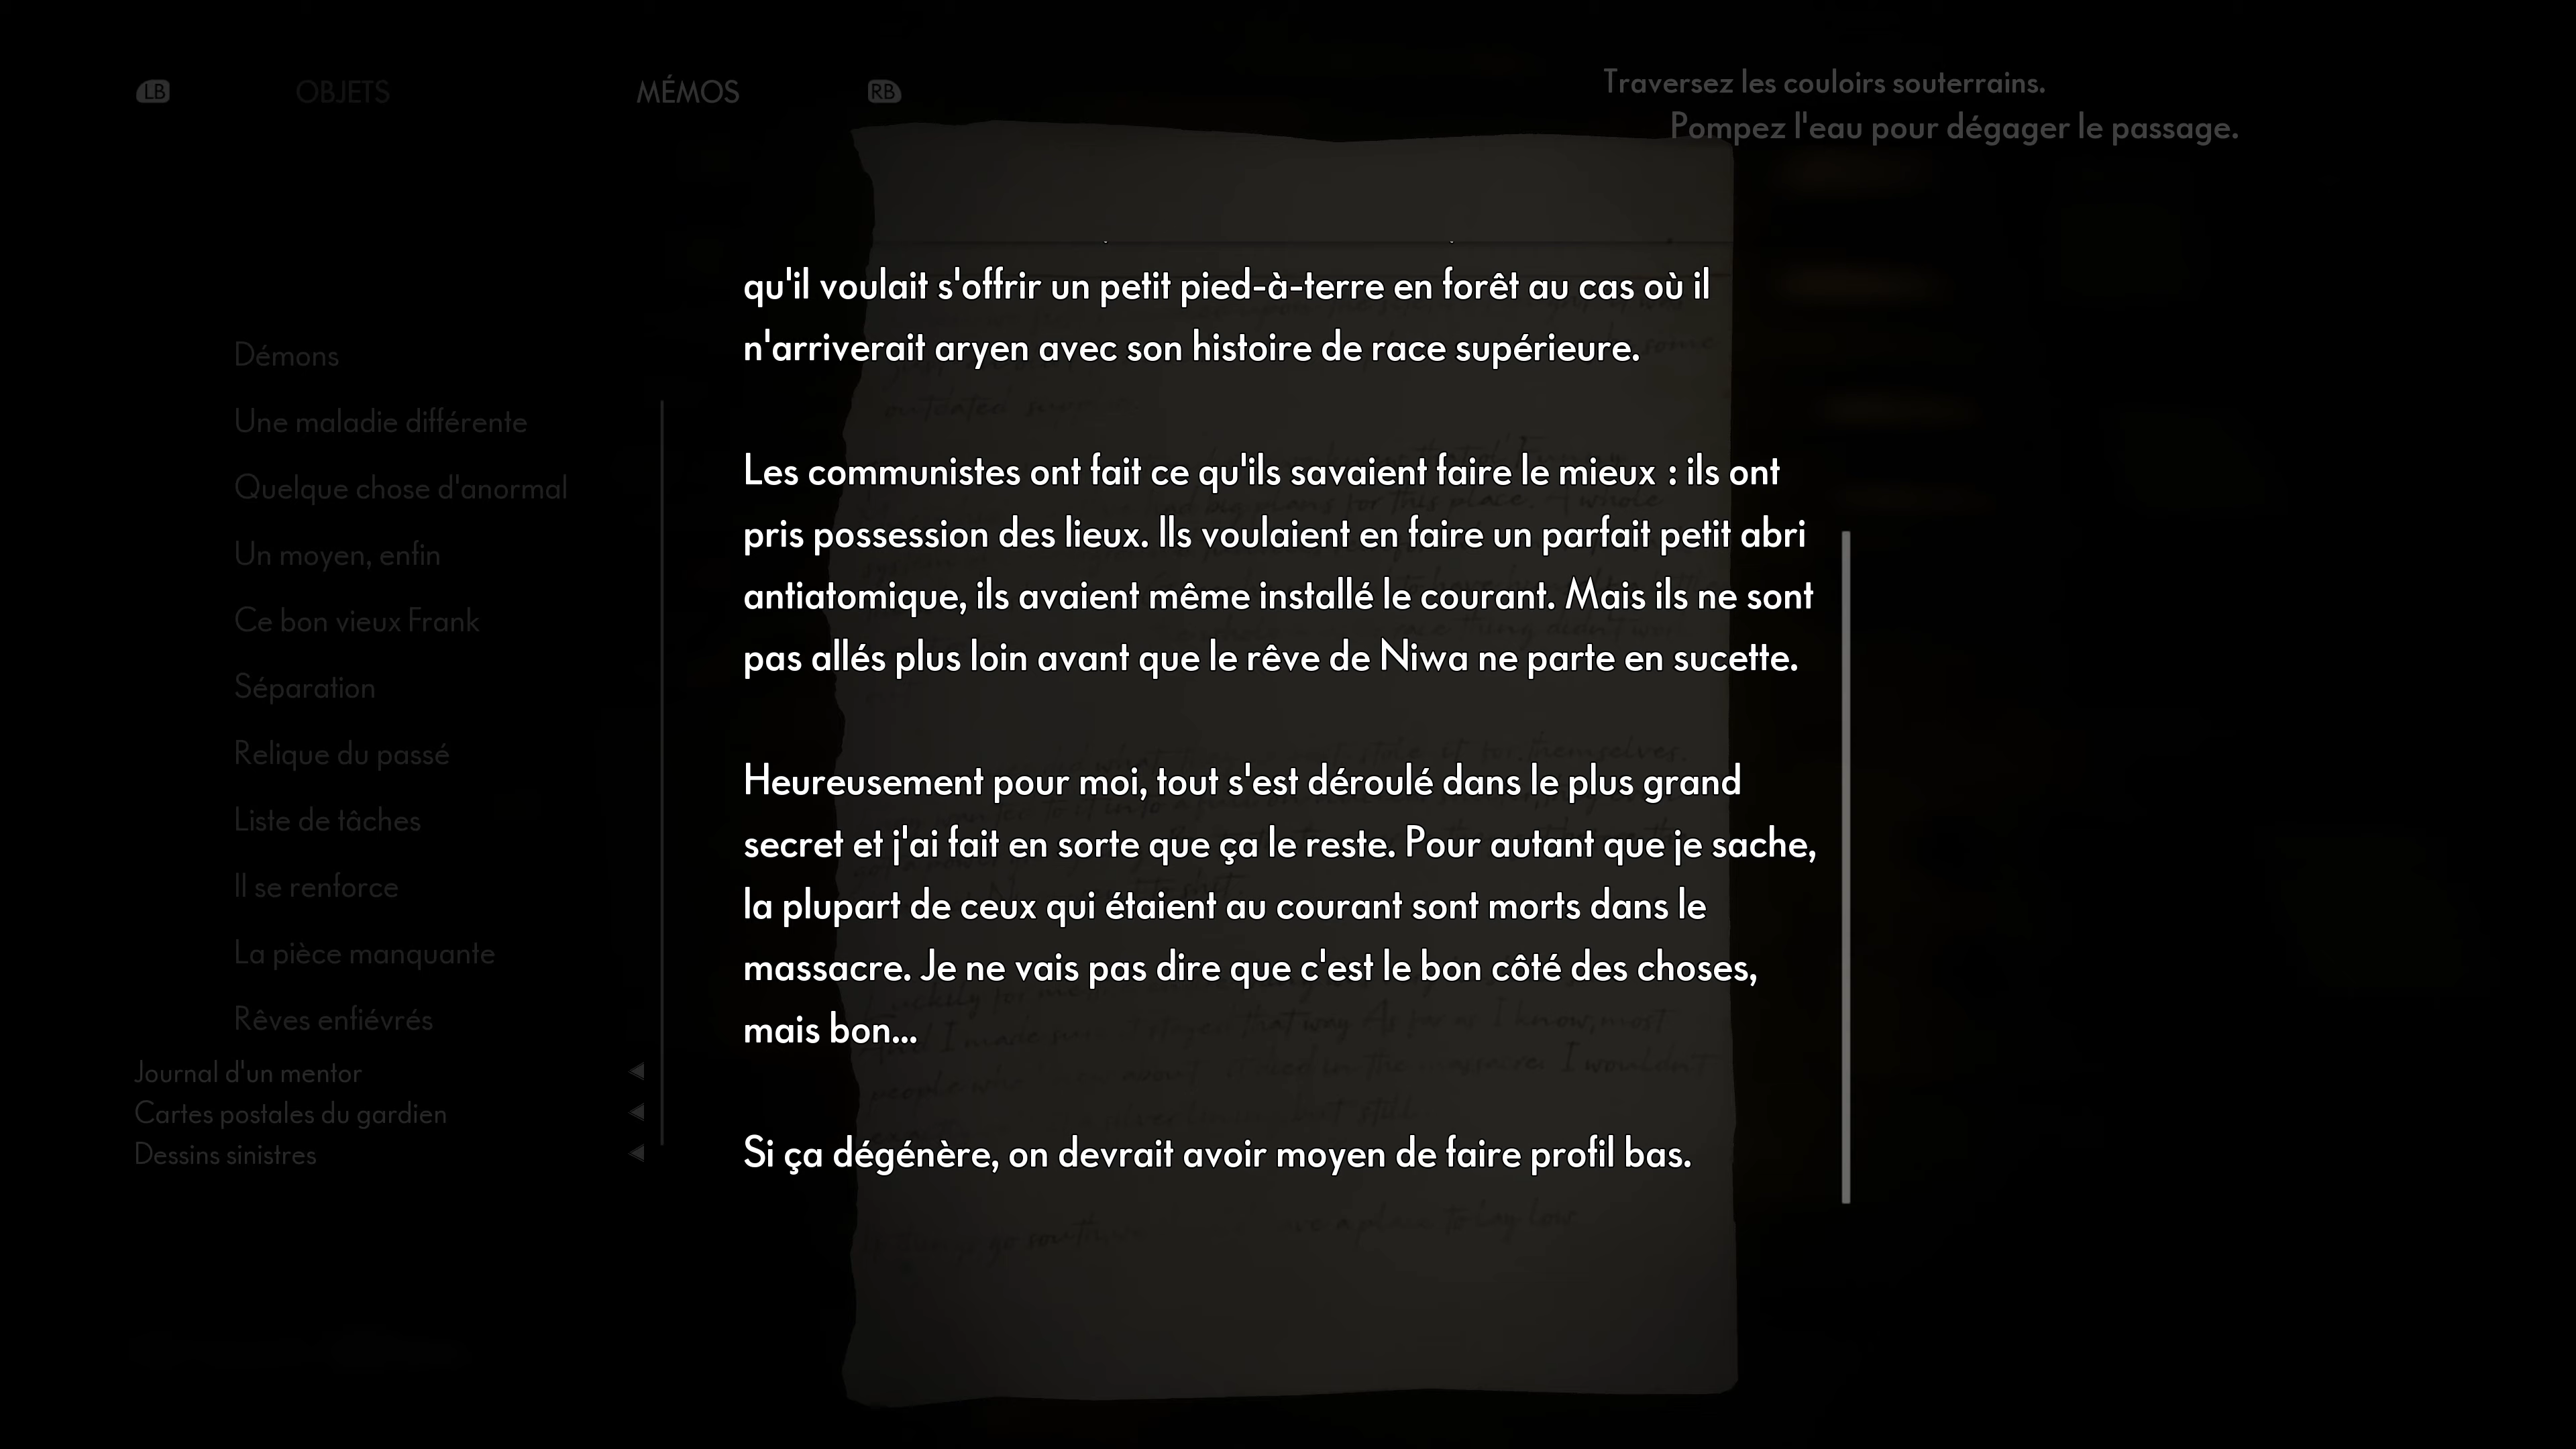 LB OBJETS MÉMOS RB
Traversez les couloirs souterrains.
Pompez l'eau pour dégager le passage.
Démons
Une maladie différente
Quelque chose d'anormal
Un moyen, enfin
Ce bon vieux Frank
Séparation
Relique du passé
Liste de tâches
Il se renforce
La pièce manquante
Rêves enfiévrés
Journal d'un mentor
Cartes postales du gardien
Dessins sinistres
qu'il voulait s'offrir un petit pied-à-terre en forêt au cas où il
n'arriverait aryen avec son histoire de race supérieure.
Les communistes ont fait ce qu'ils savaient faire le mieux : ils ont
pris possession des lieux. Ils voulaient en faire un parfait petit abri
antiatomique, ils avaient même installé le courant. Mais ils ne sont
pas allés plus loin avant que le rêve de Niwa ne parte en sucette.
Heureusement pour moi, tout s'est déroulé dans le plus grand
secret et j'ai fait en sorte que ça le reste. Pour autant que je sache,
la plupart de ceux qui étaient au courant sont morts dans le
massacre. Je ne vais pas dire que c'est le bon côté des choses,
mais bon...
Si ça dégénère, on devrait avoir moyen de faire profil bas.